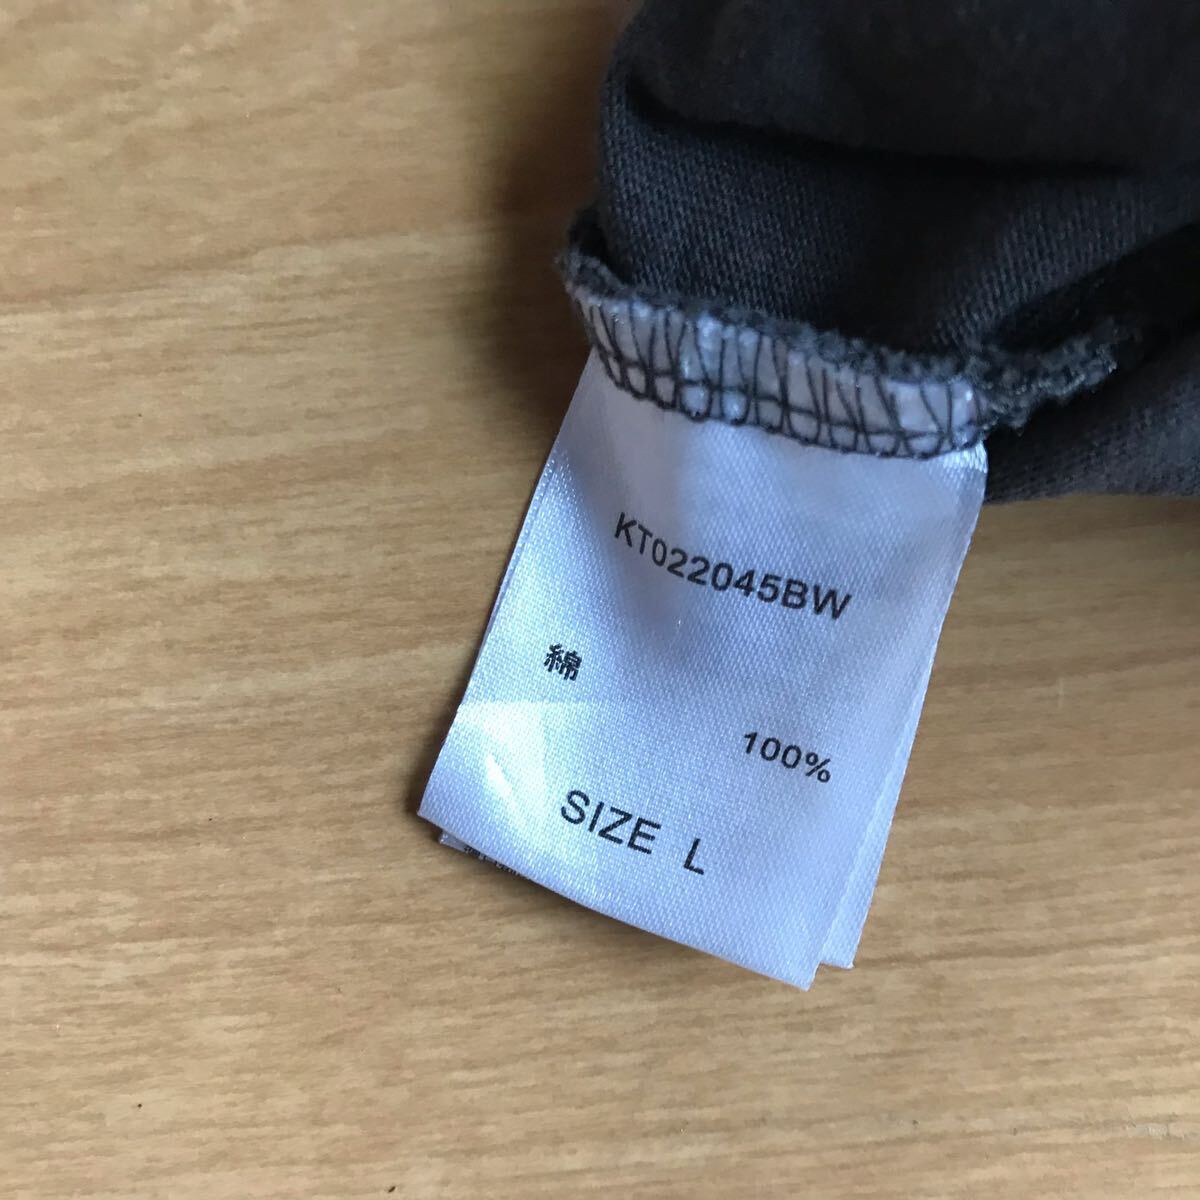 KT022045BW
綿 100%
SIZE L